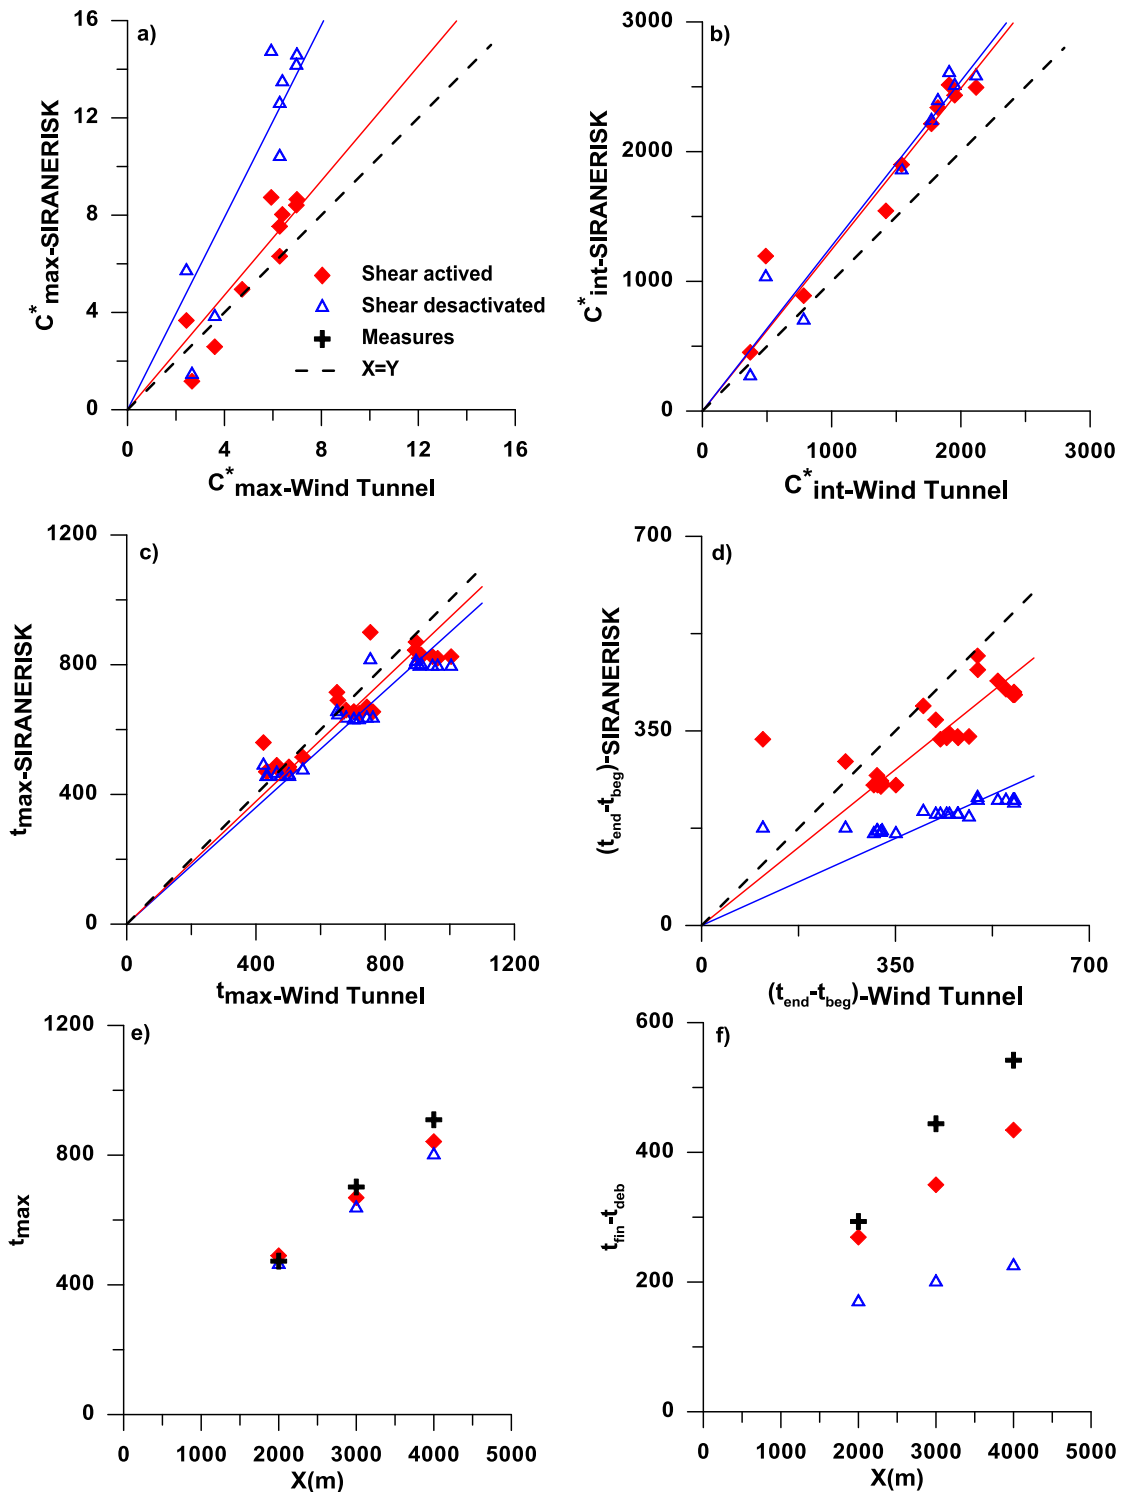 a)
16
12
8
4
0
0 4 8 12 16
C*max-SIRANERISK
C*max-Wind Tunnel
Shear actived
Shear desactivated
Measures
X=Y
b)
3000
2000
1000
0
0 1000 2000 3000
C*int-SIRANERISK
C*int-Wind Tunnel
c)
1200
800
400
0
0 400 800 1200
tmax-SIRANERISK
tmax-Wind Tunnel
d)
700
350
0
0 350 700
(tend-tbeg)-SIRANERISK
(tend-tbeg)-Wind Tunnel
e)
1200
800
400
0
0 1000 2000 3000 4000 5000
tmax
X(m)
f)
600
400
200
0
0 1000 2000 3000 4000 5000
tfin-tdeb
X(m)